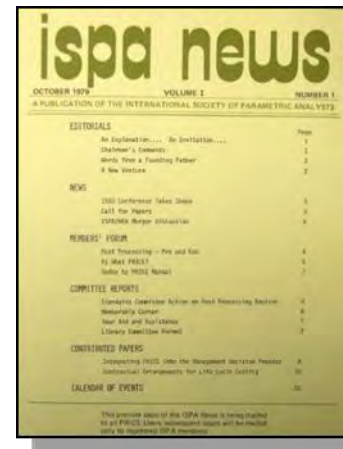 ispa news
OCTOBER 1979 VOLUME I NUMBER 1
A PUBLICATION OF THE INTERNATIONAL SOCIETY OF PARAMETRIC ANALYSTS
EDITORIALS
Page
An Explanation.... An Invitation.... 1
Chairman's Comments
Words from a Founding Father
A New Venture
NEWS
1980 Conference Takes Shape
Call for Papers
Merger Discussion
MEMBERS' FORUM
Post Processing - Pro and Con
At What PRICE?
Index to PRICE Manual
COMMITTEE REPORTS
Standards Committee Action on Post Processing Routine
Membership Corner
Your Aid and Assistance
Library Committee Formed
CONTRIBUTED PAPERS
Integrating PRICE into the Management Decision Process
Contractual Arrangements for Life Cycle Costing
CALENDAR OF EVENTS
This premier issue of the ISPA News is being mailed
to all PRICE Users. Subsequent issues will be mailed
only to registered ISPA members.